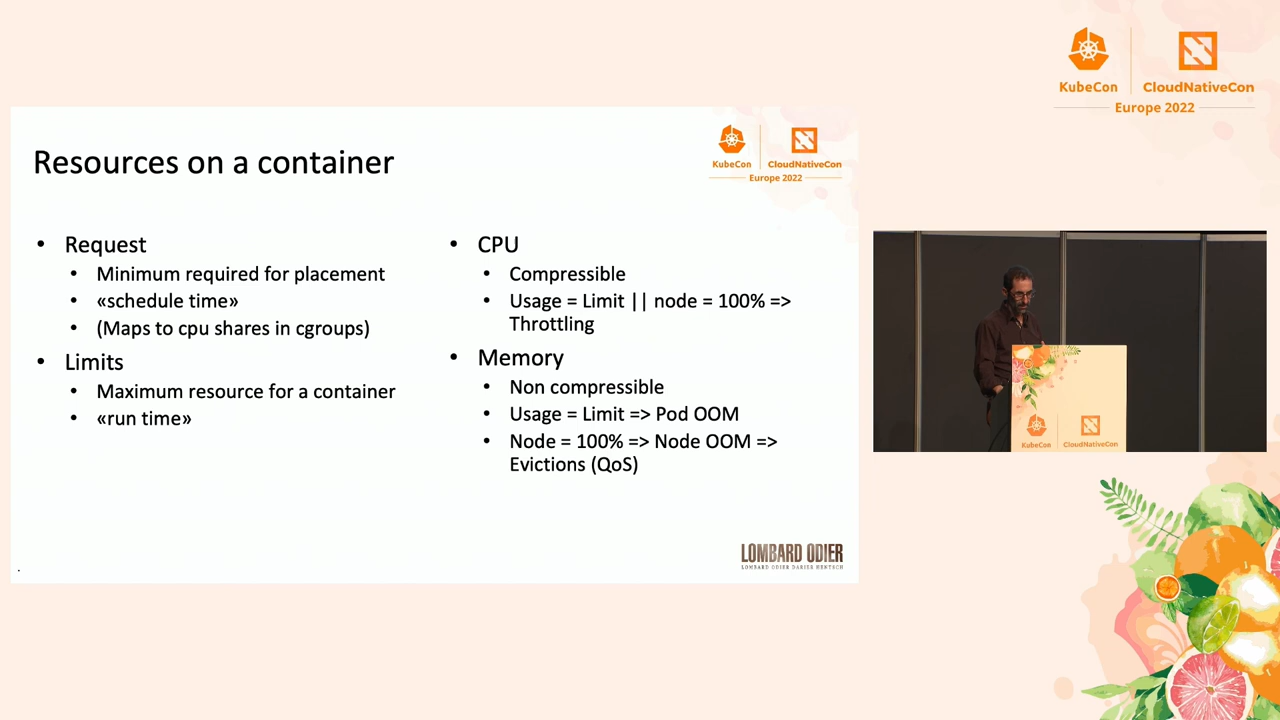 KubeCon
CloudNativeCon
Europe 2022
Resources on a container
KubeCon
CloudNativeCon
Europe 2022
• Request
• Minimum required for placement
• «schedule time»
• (Maps to cpu shares in cgroups)
• Limits
• Maximum resource for a container
• «run time»
• CPU
• Compressible
• Usage = Limit || node = 100% =>
Throttling
• Memory
• Non compressible
• Usage = Limit => Pod OOM
• Node = 100% => Node OOM =>
Evictions (QoS)
LOMBARD ODIER
LOMBARD ODIER DARIER HENTSCH
.
KubeCon
CloudNativeCon